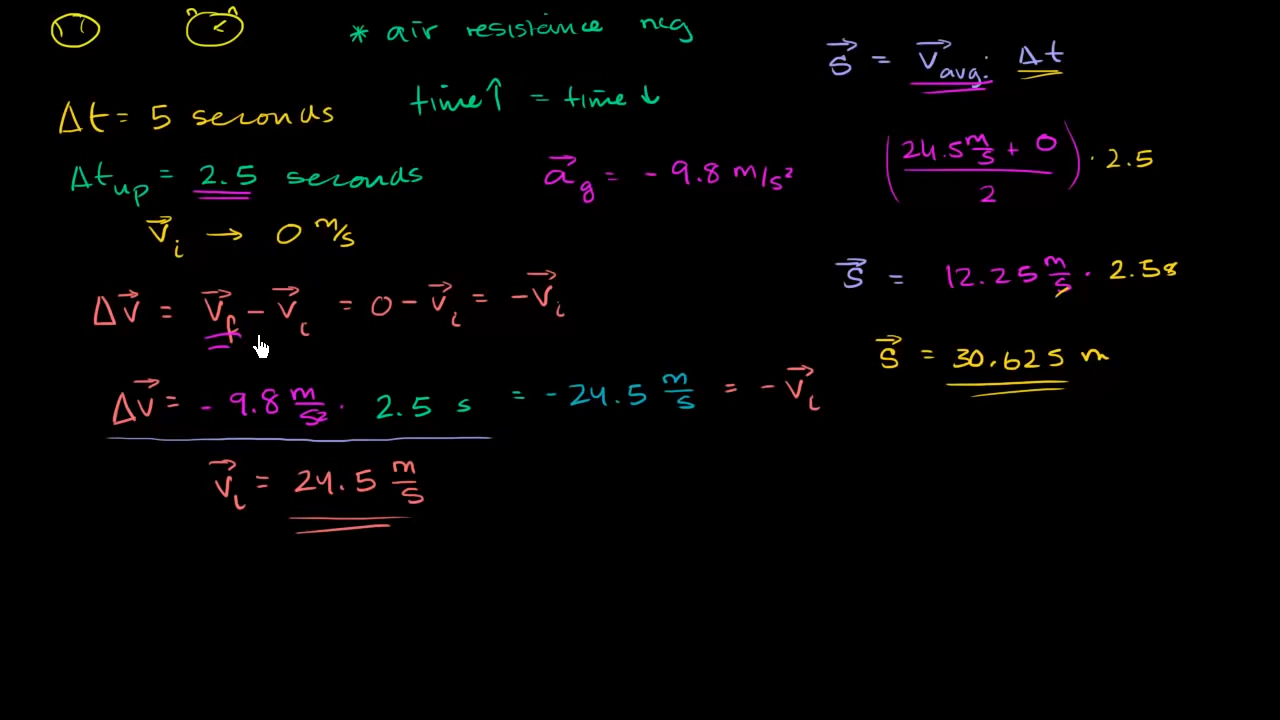 * air resistance neg
Δt = 5 seconds
time↑ = time↓
Δt_up = 2.5 seconds
a⃗_g = - 9.8 m/s²
v⃗_i → 0 m/s
Δv⃗ = v⃗_f - v⃗_i = 0 - v⃗_i = -v⃗_i
Δv⃗ = - 9.8 m/s² · 2.5 s = - 24.5 m/s = - v⃗_i
v⃗_i = 24.5 m/s
s⃗ = v⃗_avg · Δt
((24.5 m/s + 0)/2) · 2.5
s⃗ = 12.25 m/s · 2.5s
s⃗ = 30.625 m